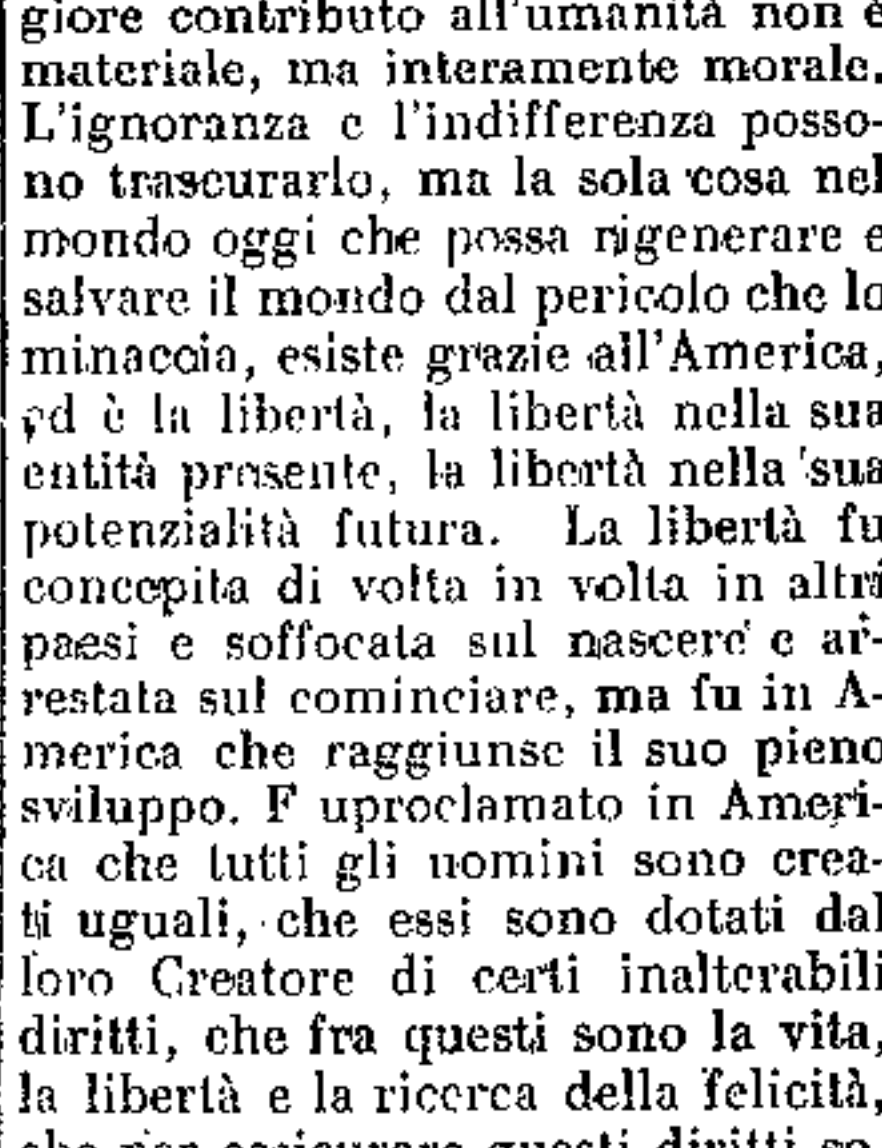 giore contributo all'umanità non è
materiale, ma interamente morale.
L'ignoranza e l'indifferenza posso-
no trascurarlo, ma la sola cosa nel
mondo oggi che possa rigenerare e
salvare il mondo dal pericolo che lo
minaccia, esiste grazie all'America,
ed è la libertà, la libertà nella sua
entità presente, la libertà nella sua
potenzialità futura. La libertà fu
concepita di volta in volta in altri
paesi e soffocata sul nascere e ar-
restata sul cominciare, ma fu in A-
merica che raggiunse il suo pieno
sviluppo. F uproclamato in Ameri-
ca che tutti gli uomini sono crea-
ti uguali, che essi sono dotati dal
loro Creatore di certi inalterabili
diritti, che fra questi sono la vita,
la libertà e la ricerca della felicità,
che per assicurare questi diritti so-